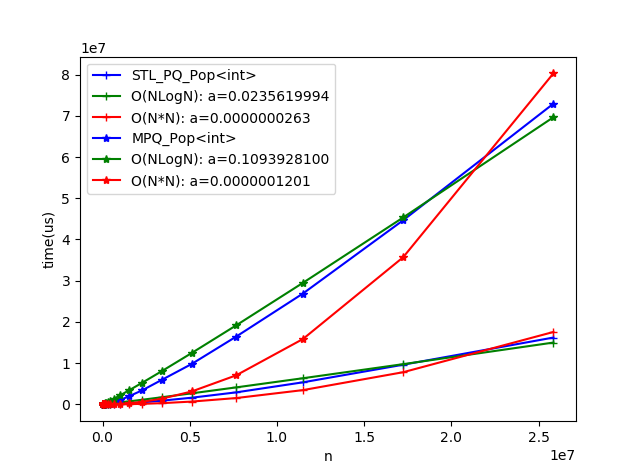 1e7
8
7
6
5
4
3
2
1
0
time(us)
STL_PQ_Pop<int>
O(NLogN): a=0.0235619994
O(N*N): a=0.0000000263
MPQ_Pop<int>
O(NLogN): a=0.1093928100
O(N*N): a=0.0000001201
0.0 0.5 1.0 1.5 2.0 2.5
n
1e7